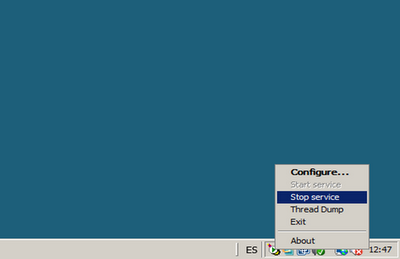 Configure...
Start service
Stop service
Thread Dump
Exit
About
ES
12:47